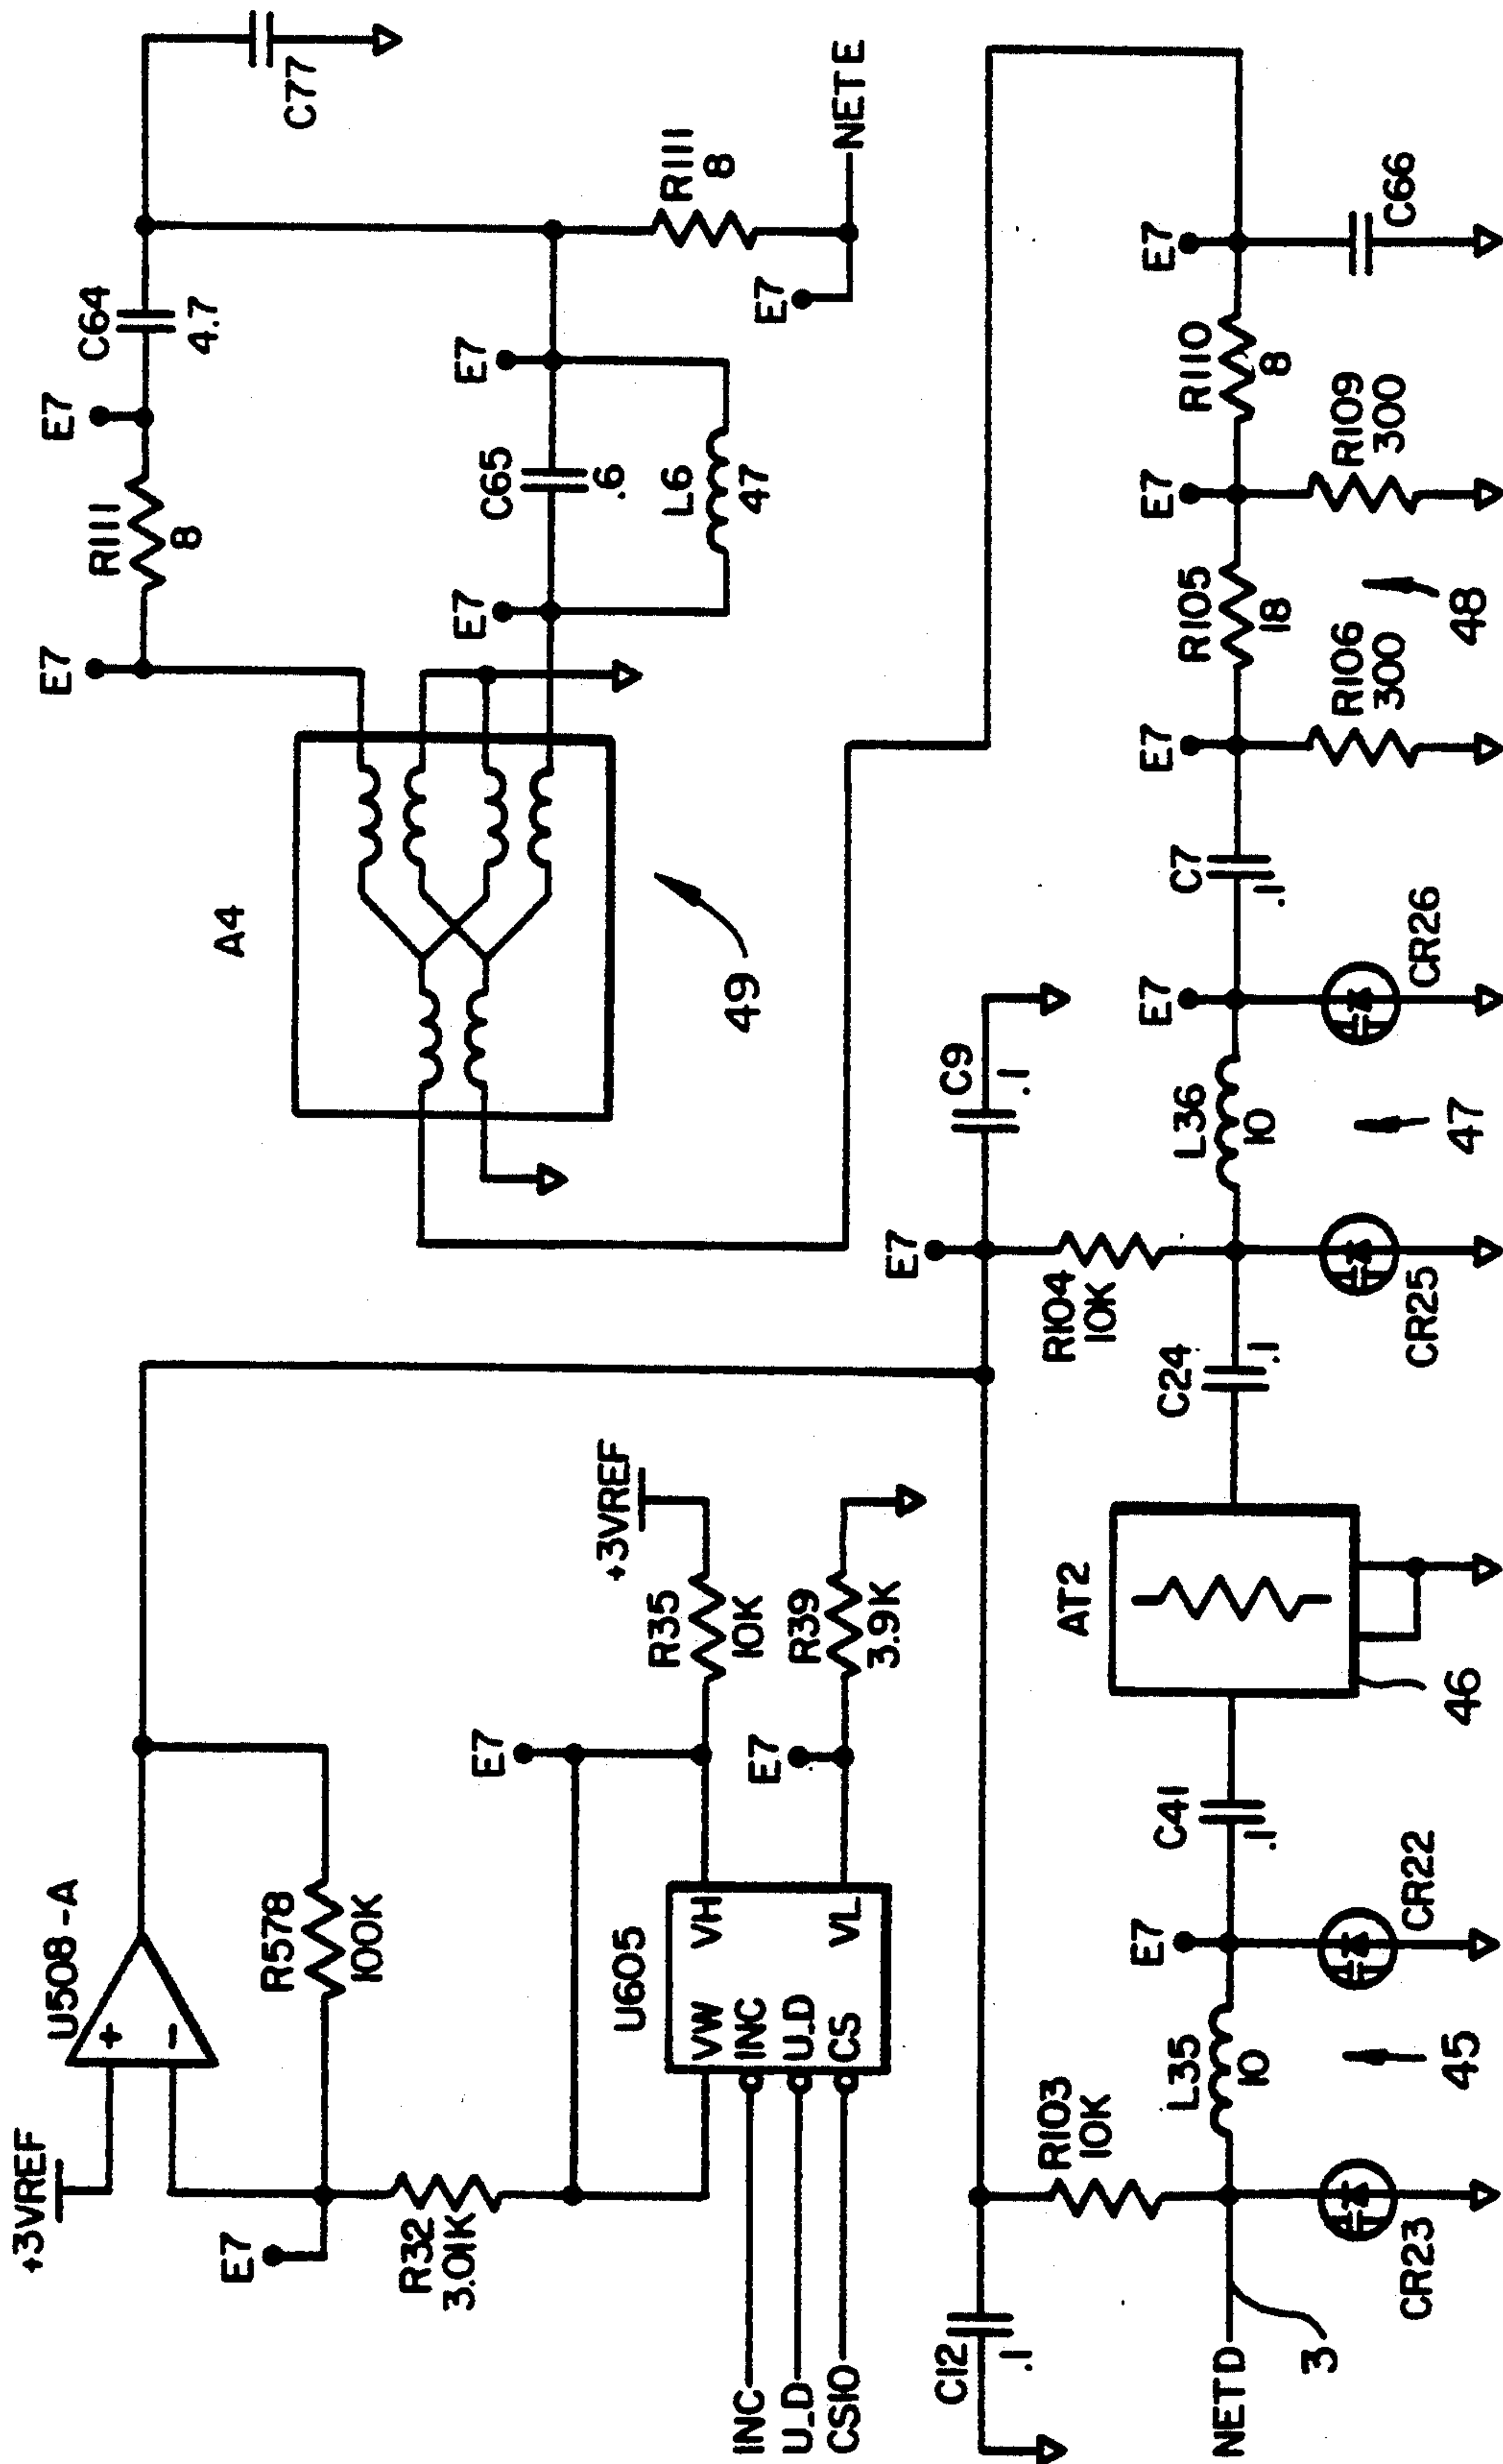 +3VREF
U508-A
+
-
E7
R578
100K
R32
3.01K
U605
VW
INC
U_D
CS
VH
VL
INC
U_D
CS10
E7
E7
R35
10K
+3VREF
R39
3.9K
A4
49
E7
R111
8
E7
C64
4.7
C77
E7
C65
.6
E7
L6
47
R111
8
E7
NETE
C12
.1
R103
10K
E7
C9
.1
R104
10K
NETD
3
CR23
L35
10
45
E7
CR22
C41
.1
AT2
46
C24
.1
CR25
L36
10
47
E7
CR26
C7
.1
E7
R106
300
R105
18
48
E7
R109
300
R110
8
E7
C66